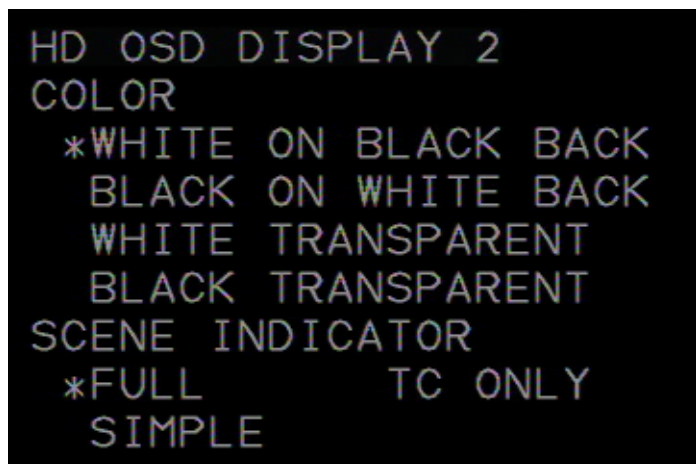 HD OSD DISPLAY 2
COLOR
*WHITE ON BLACK BACK
BLACK ON WHITE BACK
WHITE TRANSPARENT
BLACK TRANSPARENT
SCENE INDICATOR
*FULL TC ONLY
SIMPLE